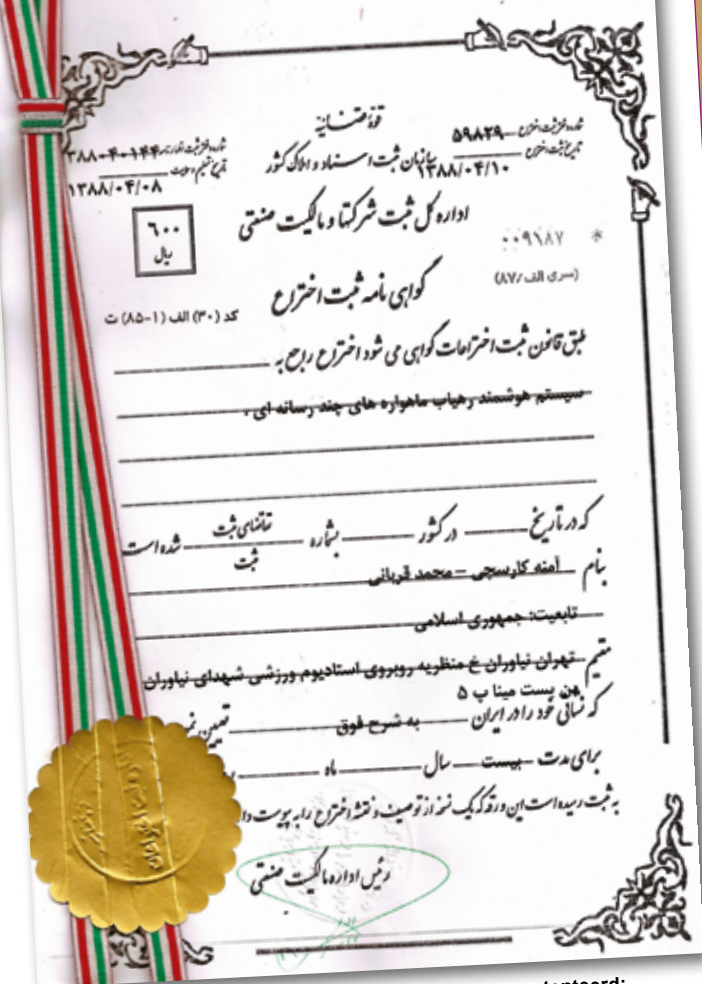 قوۀ قضائیه
شماره ثبت اختراع ۵۹۸۲۹
تاریخ ثبت اختراع ۱۳۸۸/۰۴/۱۰
سازمان ثبت اسناد و املاک کشور
۱۳۸۸/۰۴/۰۸
اداره کل ثبت شرکتها و مالکیت صنعتی
۶۰۰
ریال
۰۰۹۱۸۷ *
(سری الف/۸۷)
گواهی نامه ثبت اختراع
کد (۳۰) الف (۱-۸۵) ت
طبق قانون ثبت اختراعات گواهی می شود اختراع راجع به
سیستم هوشمند رهیاب ماهواره های چند رسانه ای .
که در تاریخ در کشور بشماره تقاضای ثبت شده است
ثبت
بنام آمنه کارسجی - محمد قربانی
تابعیت: جمهوری اسلامی
مقیم تهران نیاوران خ منظریه روبروی استادیوم ورزشی شهدای نیاوران
بن بست مینا پ ۵
که نشانی خود را در ایران به شرح فوق تعیین
برای مدت بیست سال ماه
به ثبت رسیده است این ورقه که یک نسخه از توصیف و نقشه اختراع را به پیوست
رئیس اداره مالکیت صنعتی